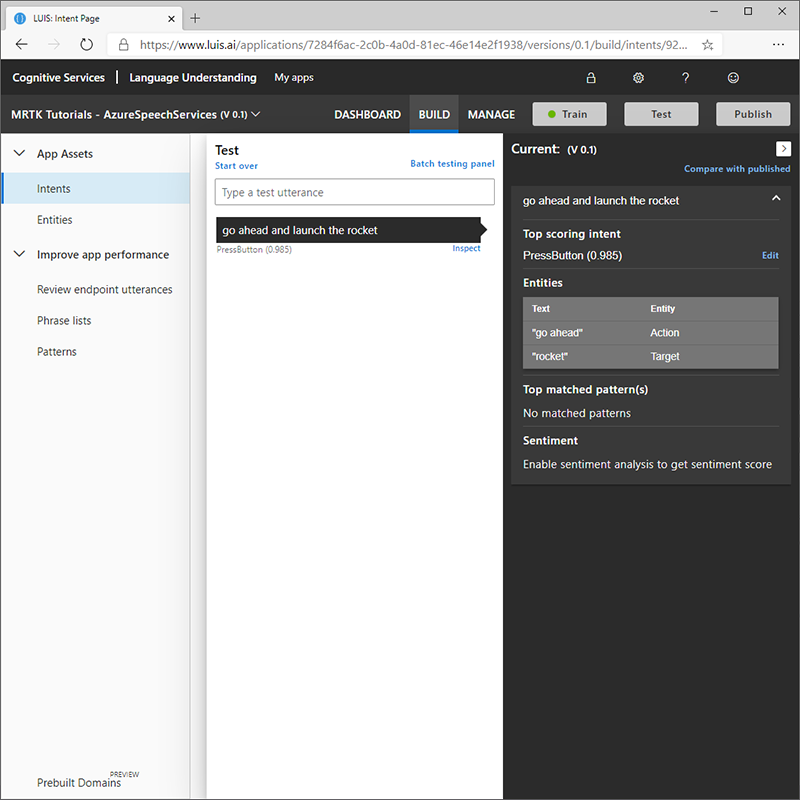 LUIS: Intent Page
https://www.luis.ai/applications/7284f6ac-2c0b-4a0d-81ec-46e14e2f1938/versions/0.1/build/intents/92...
Cognitive Services | Language Understanding My apps
MRTK Tutorials - AzureSpeechServices (V 0.1) DASHBOARD BUILD MANAGE Train Test Publish
App Assets
Intents
Entities
Improve app performance
Review endpoint utterances
Phrase lists
Patterns
Prebuilt Domains PREVIEW
Test
Start over Batch testing panel
Type a test utterance
go ahead and launch the rocket
PressButton (0.985) Inspect
Current: (V 0.1)
Compare with published
go ahead and launch the rocket
Top scoring intent
PressButton (0.985) Edit
Entities
Text Entity
"go ahead" Action
"rocket" Target
Top matched pattern(s)
No matched patterns
Sentiment
Enable sentiment analysis to get sentiment score